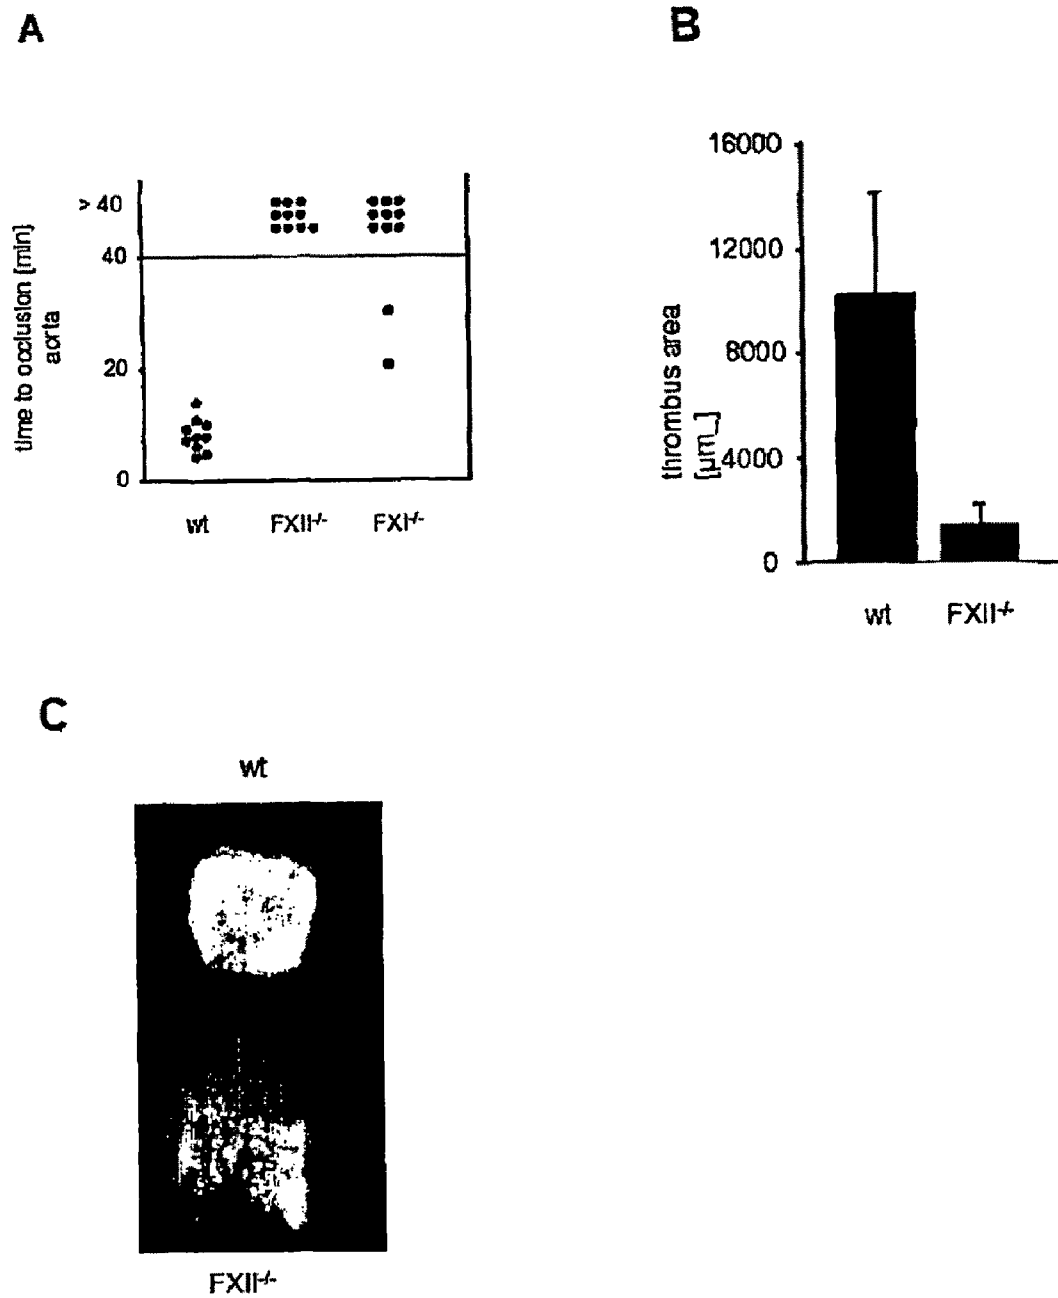 A
time to occlusion [min]
aorta
> 40
40
20
0
wt
FXII-/-
FXI-/-
B
thrombus area
[µm_]
16000
12000
8000
4000
0
wt
FXII-/-
C
wt
FXII-/-